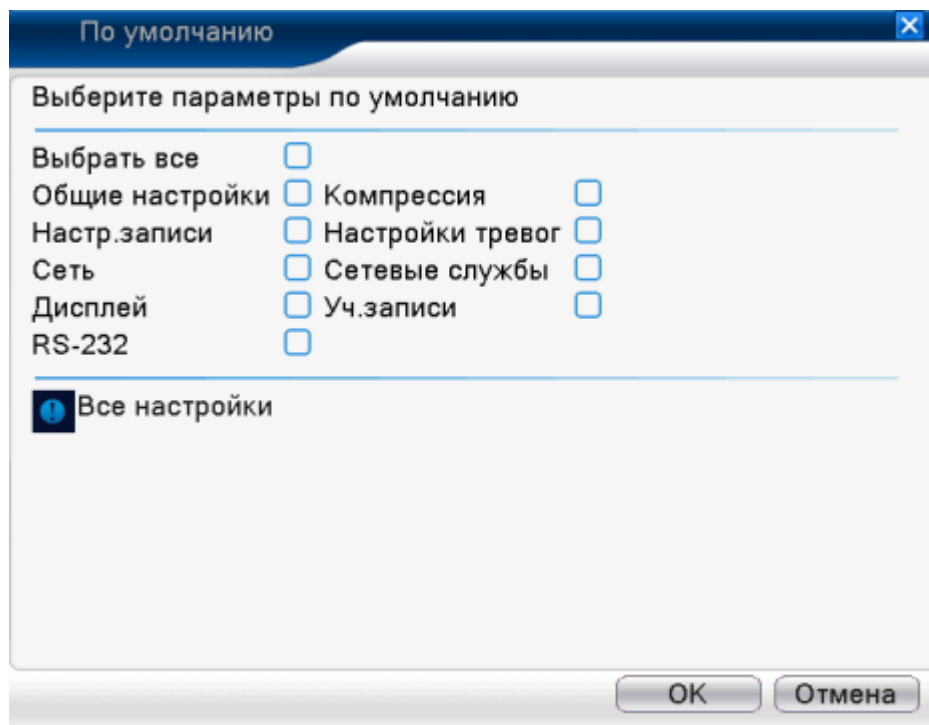 По умолчанию
Выберите параметры по умолчанию
Выбрать все
Общие настройки Компрессия
Настр.записи Настройки тревог
Сеть Сетевые службы
Дисплей Уч.записи
RS-232
Все настройки
OK Отмена